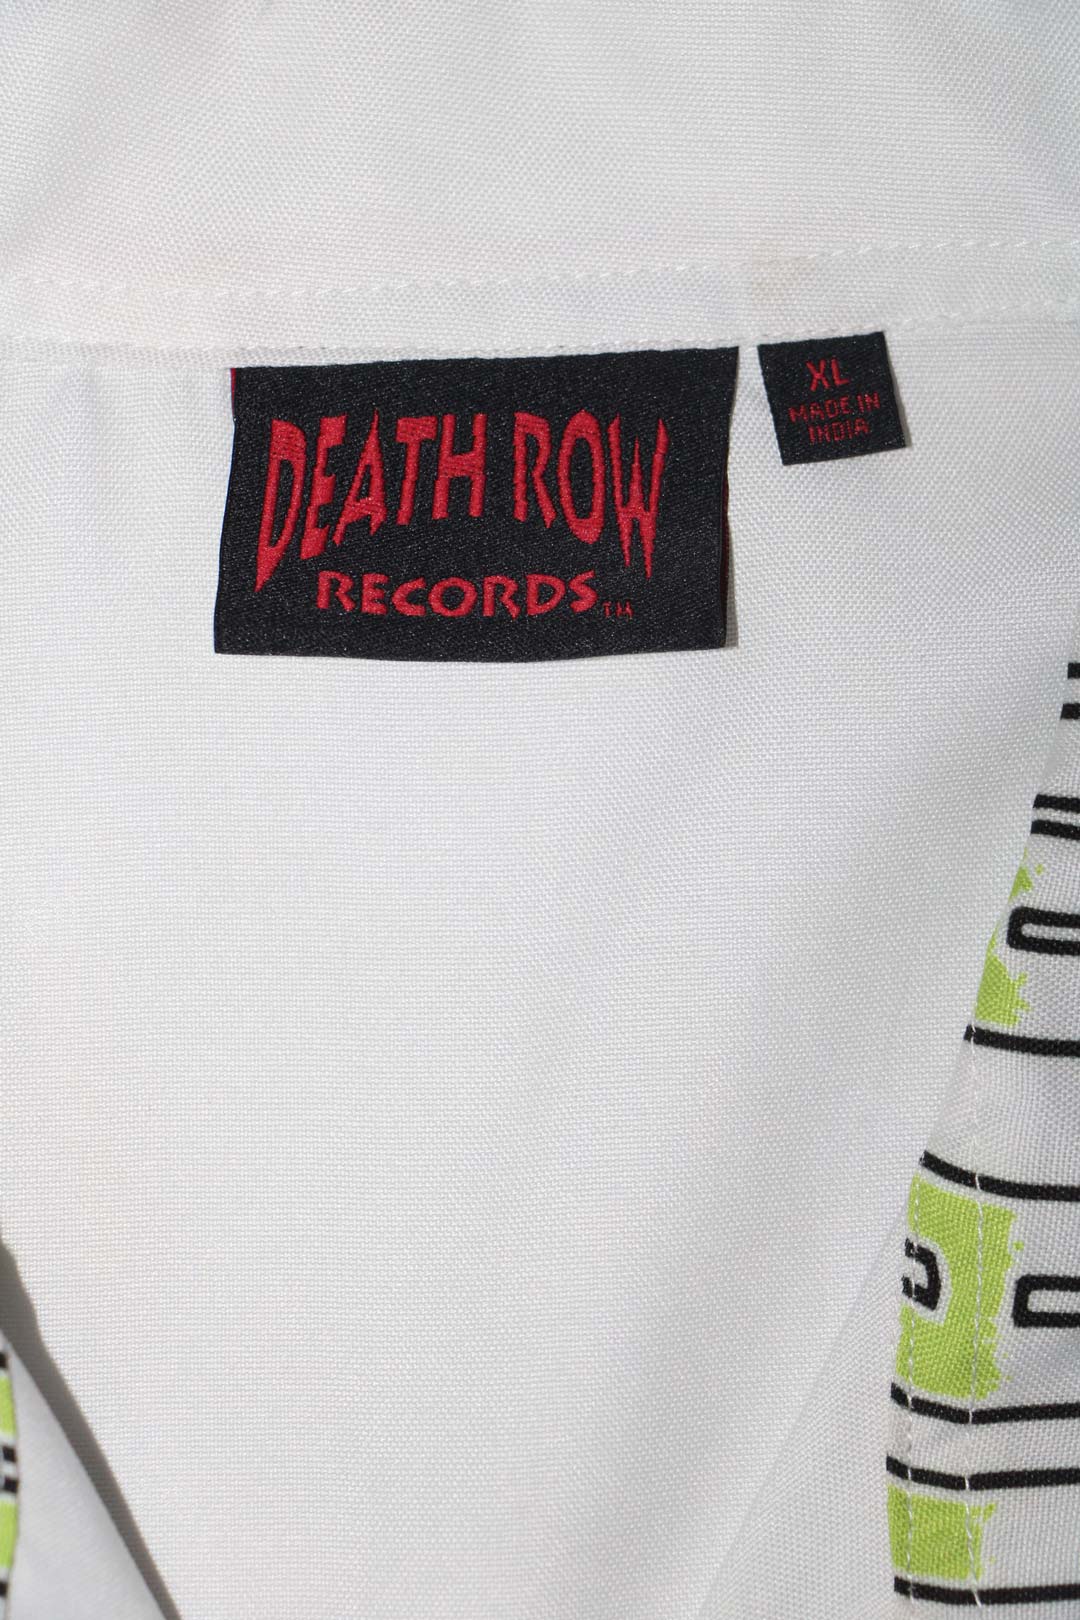 DEATH ROW
RECORDS TM
XL
MADE IN
INDIA